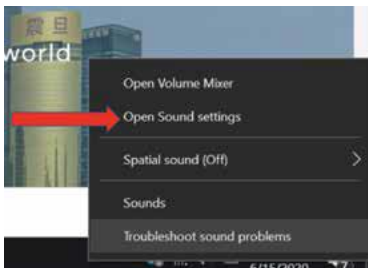 震旦
world
Open Volume Mixer
Open Sound settings
Spatial sound (Off)
Sounds
Troubleshoot sound problems
6/15/2020